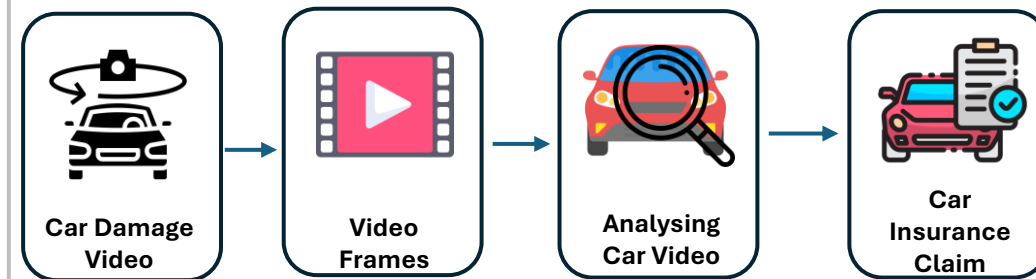 Car Damage
Video
Video
Frames
Analysing
Car Video
Car
Insurance
Claim